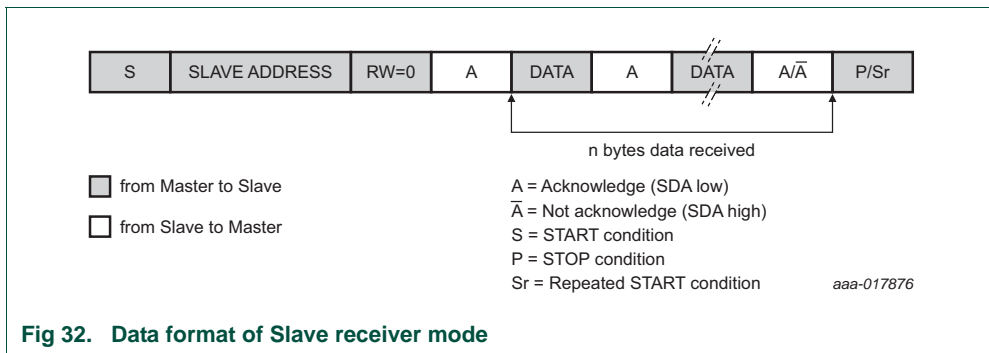 S SLAVE ADDRESS RW=0 A DATA A DATA A/A̅ P/Sr
n bytes data received
from Master to Slave
from Slave to Master
A = Acknowledge (SDA low)
A̅ = Not acknowledge (SDA high)
S = START condition
P = STOP condition
Sr = Repeated START condition
aaa-017876
Fig 32. Data format of Slave receiver mode